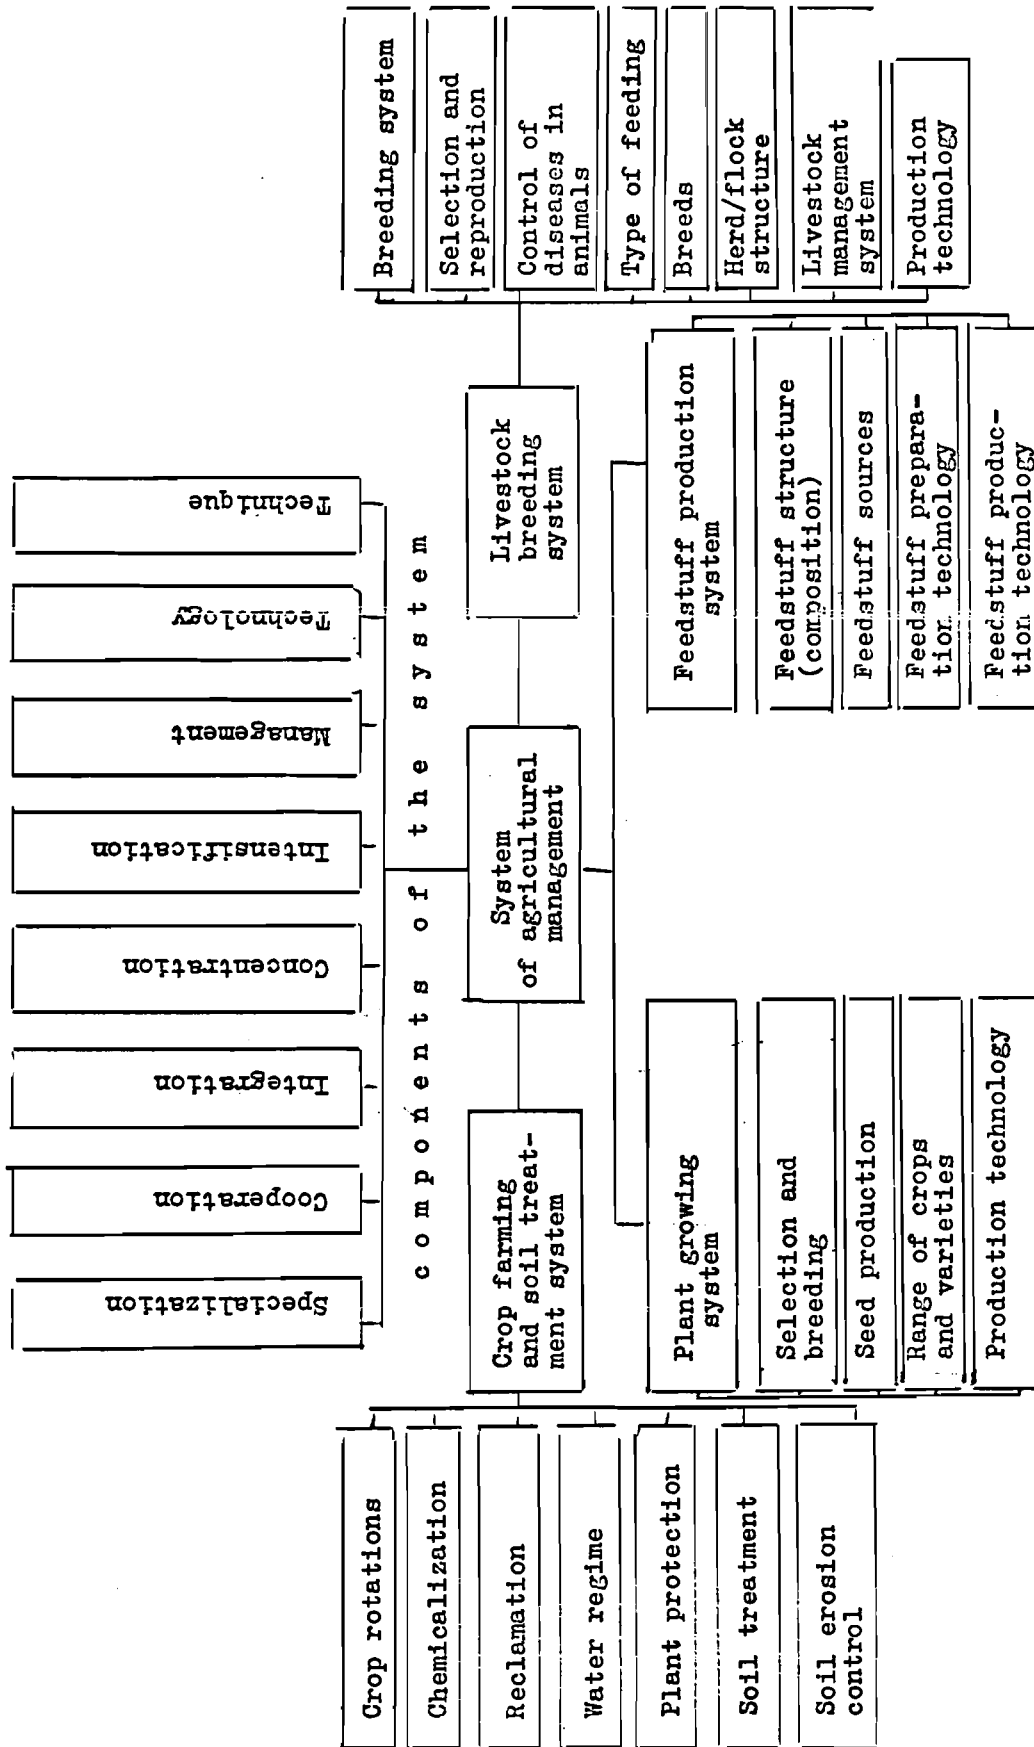 Specialization
Cooperation
Integration
Concentration
Intensification
Management
Technology
Technique
components of the system
Crop farming
and soil treat-
ment system
System
of agricultural
management
Livestock
breeding
system
Crop rotations
Chemicalization
Reclamation
Water regime
Plant protection
Soil treatment
Soil erosion
control
Plant growing
system
Selection and
breeding
Seed production
Range of crops
and varieties
Production technology
Feedstuff production
system
Feedstuff structure
(composition)
Feedstuff sources
Feedstuff prepara-
tion technology
Feedstuff produc-
tion technology
Breeding system
Selection and
reproduction
Control of
diseases in
animals
Type of feeding
Breeds
Herd/flock
structure
Livestock
management
system
Production
technology